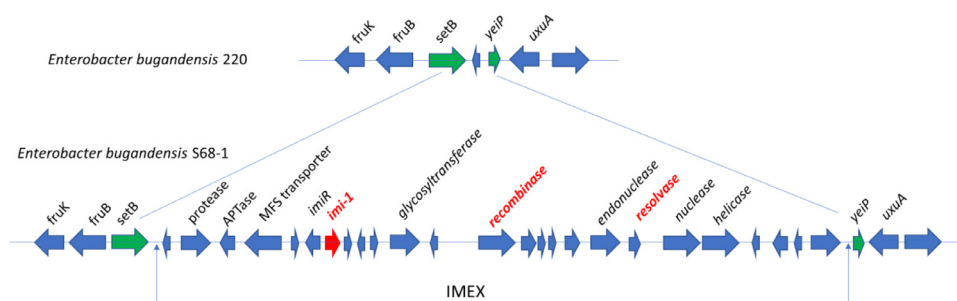 fruK fruB setB yeiP uxuA
Enterobacter bugandensis 220
Enterobacter bugandensis S68-1
fruK fruB setB protease APTase MFS transporter imiR imi-1 glycosyltransferase recombinase endonuclease resolvase nuclease helicase yeiP uxuA
IMEX